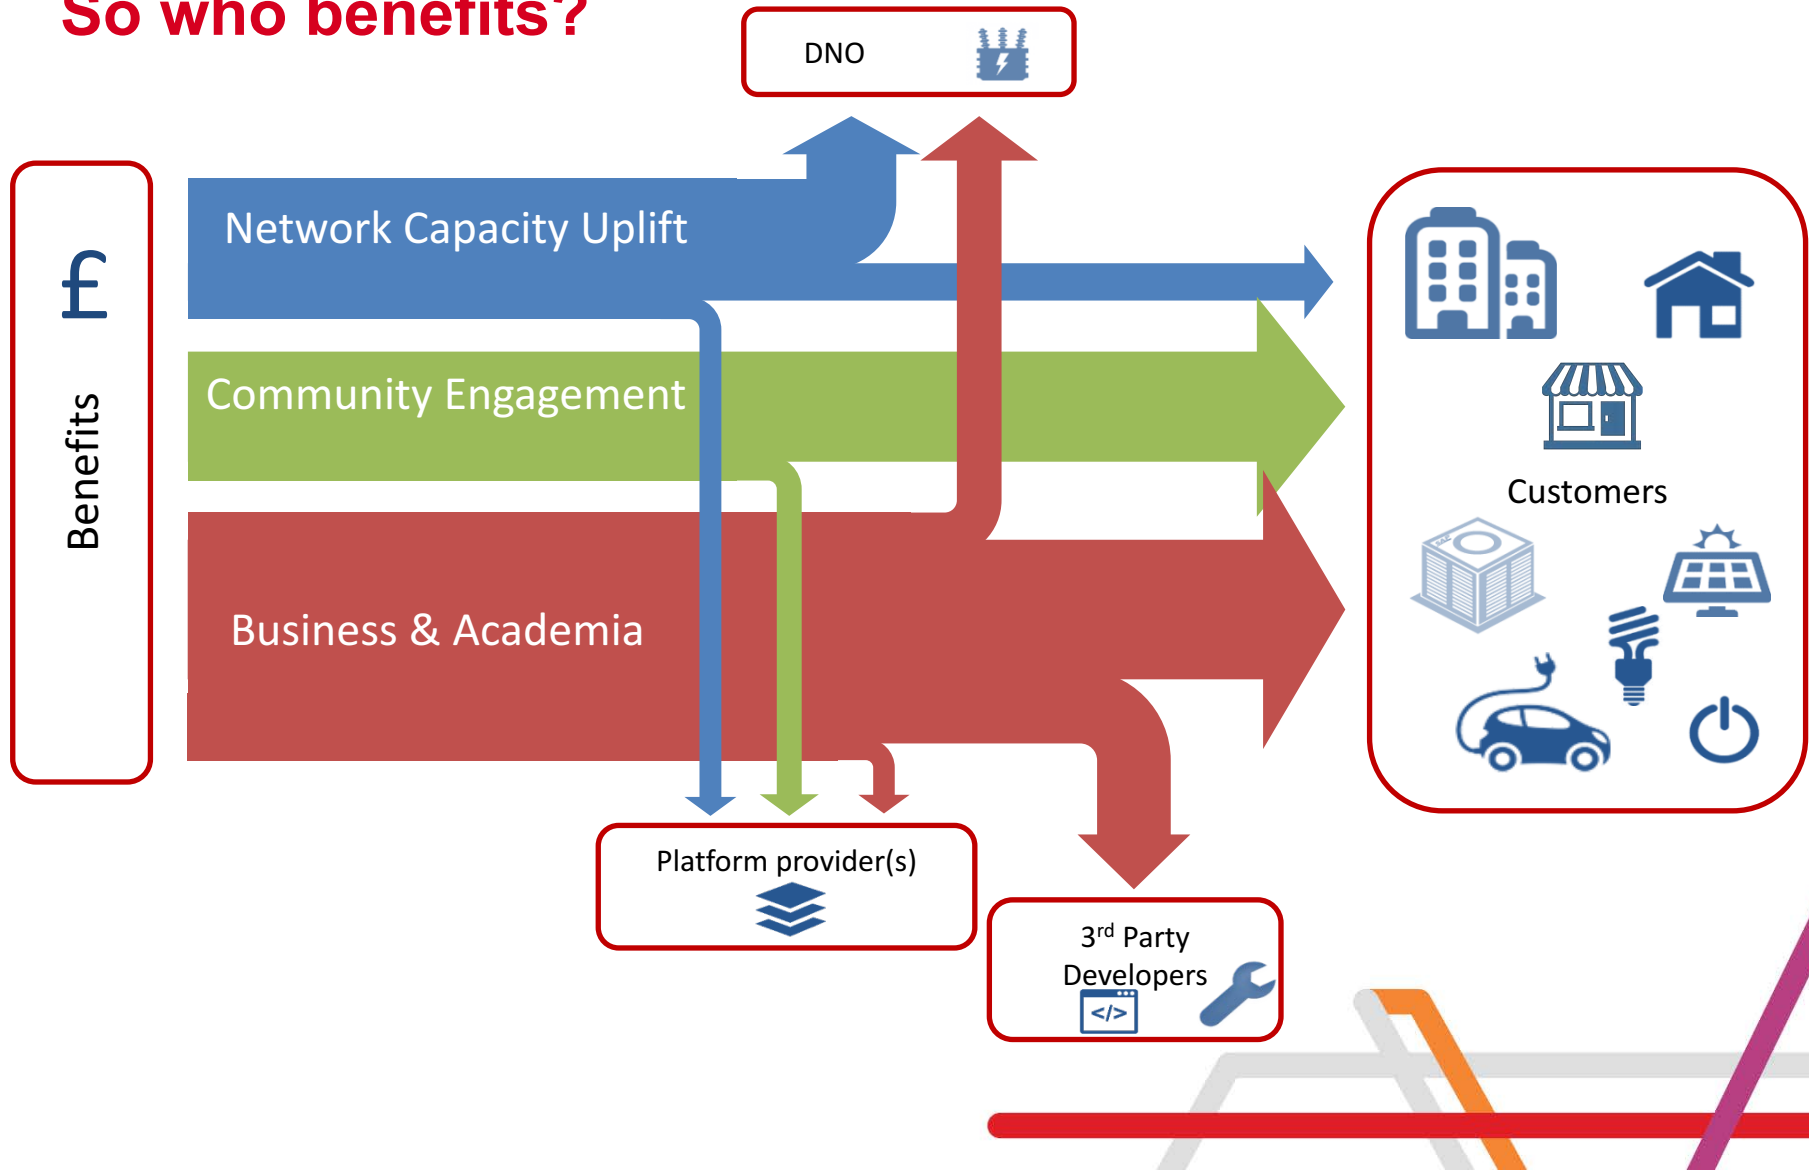 So who benefits?
DNO
£
Benefits
Network Capacity Uplift
Community Engagement
Business & Academia
Customers
Platform provider(s)
3rd Party
Developers
</>